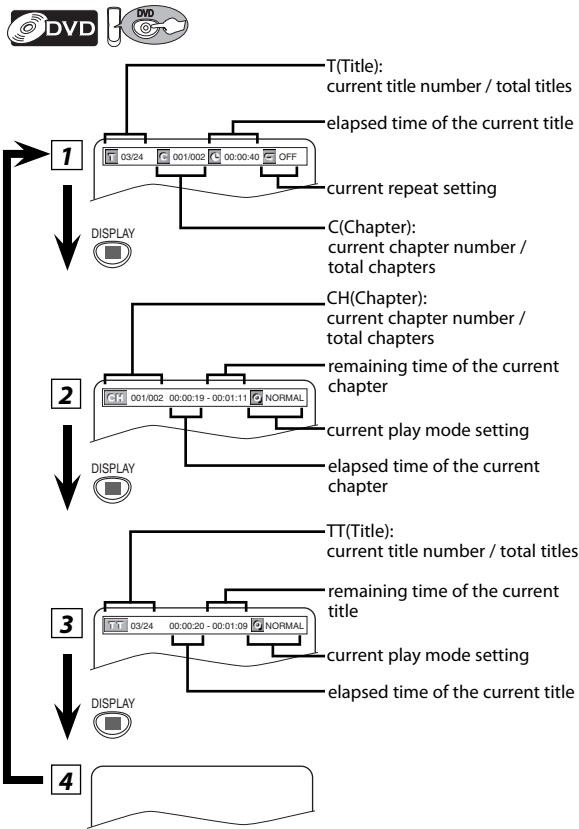 DVD DVD
T(Title):
current title number / total titles
elapsed time of the current title
1
T 03/24 C 001/002 00:00:40 OFF
current repeat setting
DISPLAY
C(Chapter):
current chapter number /
total chapters
CH(Chapter):
current chapter number /
total chapters
remaining time of the current
chapter
2
CH 001/002 00:00:19 - 00:01:11 NORMAL
current play mode setting
DISPLAY
elapsed time of the current
chapter
TT(Title):
current title number / total titles
remaining time of the current
title
3
TT 03/24 00:00:20 - 00:01:09 NORMAL
current play mode setting
elapsed time of the current title
DISPLAY
4